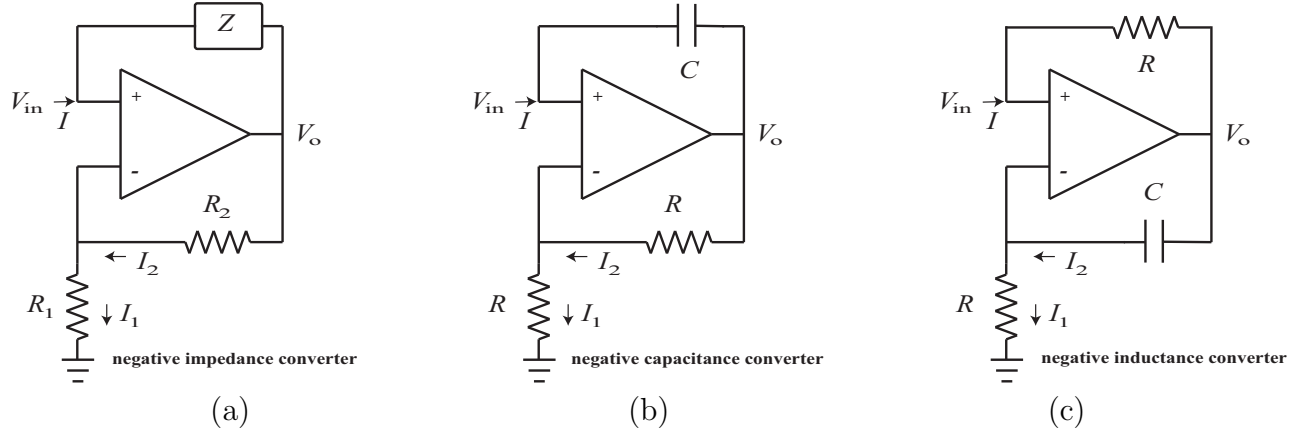 Z
V_in
I
+
-
V_o
R_2
I_2
R_1
I_1
negative impedance converter
(a)
C
V_in
I
+
-
V_o
R
I_2
R
I_1
negative capacitance converter
(b)
R
V_in
I
+
-
V_o
C
I_2
R
I_1
negative inductance converter
(c)